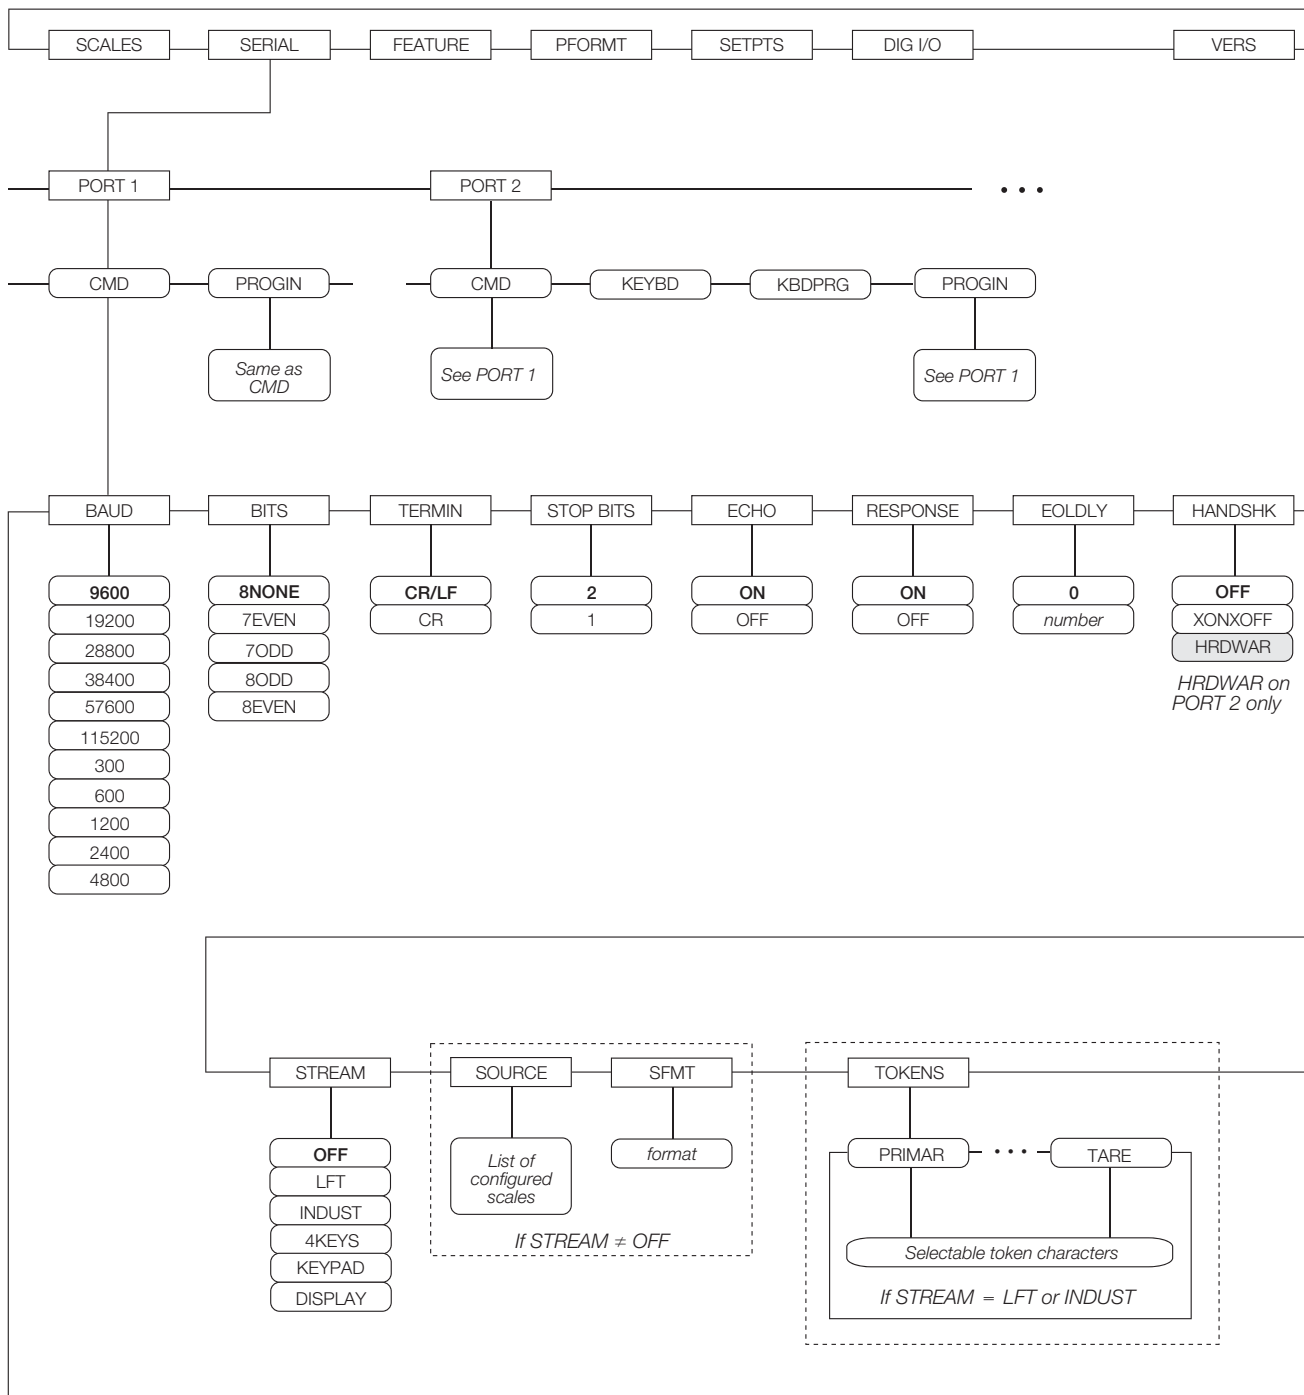 SCALES SERIAL FEATURE PFORMT SETPTS DIG I/O VERS
PORT 1 PORT 2 • • •
CMD PROGIN CMD KEYBD KBDPRG PROGIN
Same as
CMD
See PORT 1
See PORT 1
BAUD BITS TERMIN STOP BITS ECHO RESPONSE EOLDLY HANDSHK
9600
19200
28800
38400
57600
115200
300
600
1200
2400
4800
8NONE
7EVEN
7ODD
8ODD
8EVEN
CR/LF
CR
2
1
ON
OFF
ON
OFF
0
number
OFF
XONXOFF
HRDWAR
HRDWAR on
PORT 2 only
STREAM SOURCE SFMT TOKENS
OFF
LFT
INDUST
4KEYS
KEYPAD
DISPLAY
List of
configured
scales
format
If STREAM ≠ OFF
PRIMAR • • • TARE
Selectable token characters
If STREAM = LFT or INDUST